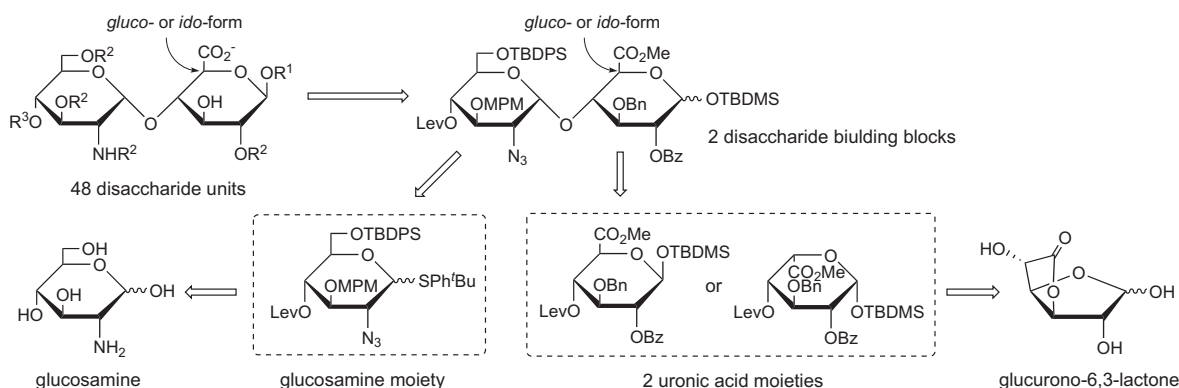 gluco- or ido-form
gluco- or ido-form
OR²
CO₂⁻
O
O
OR¹
OR²
OH
R³O
O
NHR²
OR²
48 disaccharide units
OTBDPS
CO₂Me
O
O
OTBDMS
OMPM
OBn
LevO
O
N₃
OBz
2 disaccharide biulding blocks
OH
O
OH
OH
HO
NH₂
glucosamine
OTBDPS
O
SPhᵗBu
OMPM
LevO
N₃
glucosamine moiety
CO₂Me
O
OTBDMS
OBn
LevO
OBz
or
O
CO₂Me
OBn
LevO
OTBDMS
OBz
2 uronic acid moieties
HO
O
O
O
OH
OH
glucurono-6,3-lactone